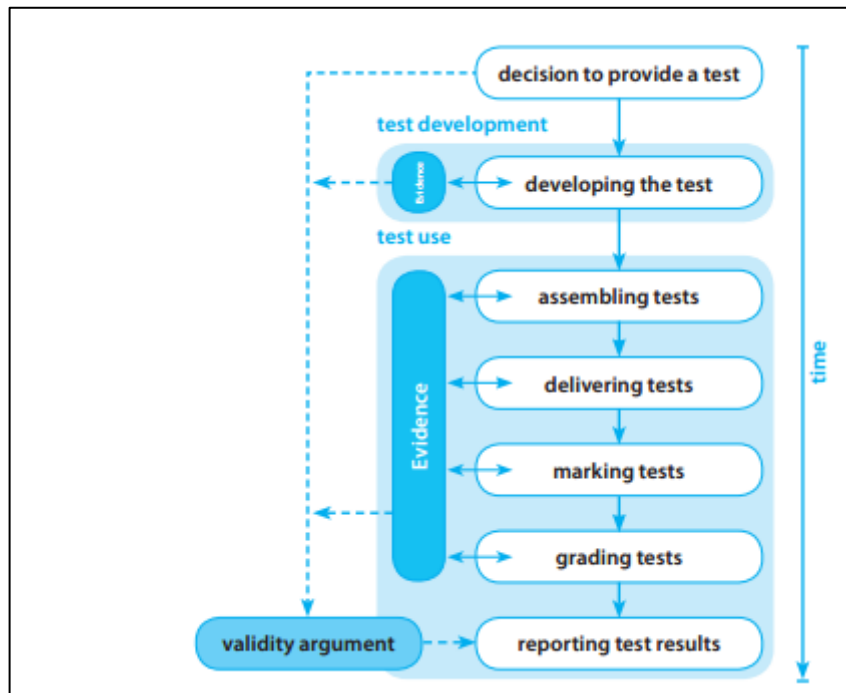 decision to provide a test
test development
Evidence
developing the test
test use
assembling tests
delivering tests
Evidence
marking tests
grading tests
validity argument
reporting test results
time